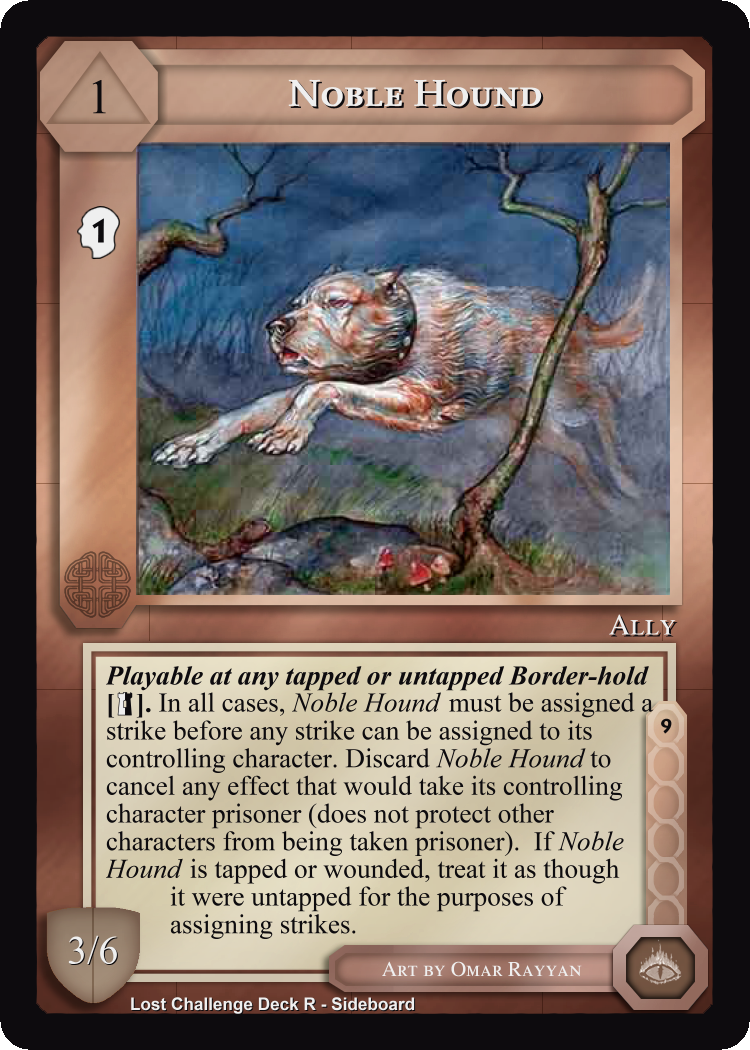 1
NOBLE HOUND
1
ALLY
Playable at any tapped or untapped Border-hold
[]. In all cases, Noble Hound must be assigned a
strike before any strike can be assigned to its
controlling character. Discard Noble Hound to
cancel any effect that would take its controlling
character prisoner (does not protect other
characters from being taken prisoner). If Noble
Hound is tapped or wounded, treat it as though
it were untapped for the purposes of
assigning strikes.
9
3/6
ART BY OMAR RAYYAN
Lost Challenge Deck R - Sideboard